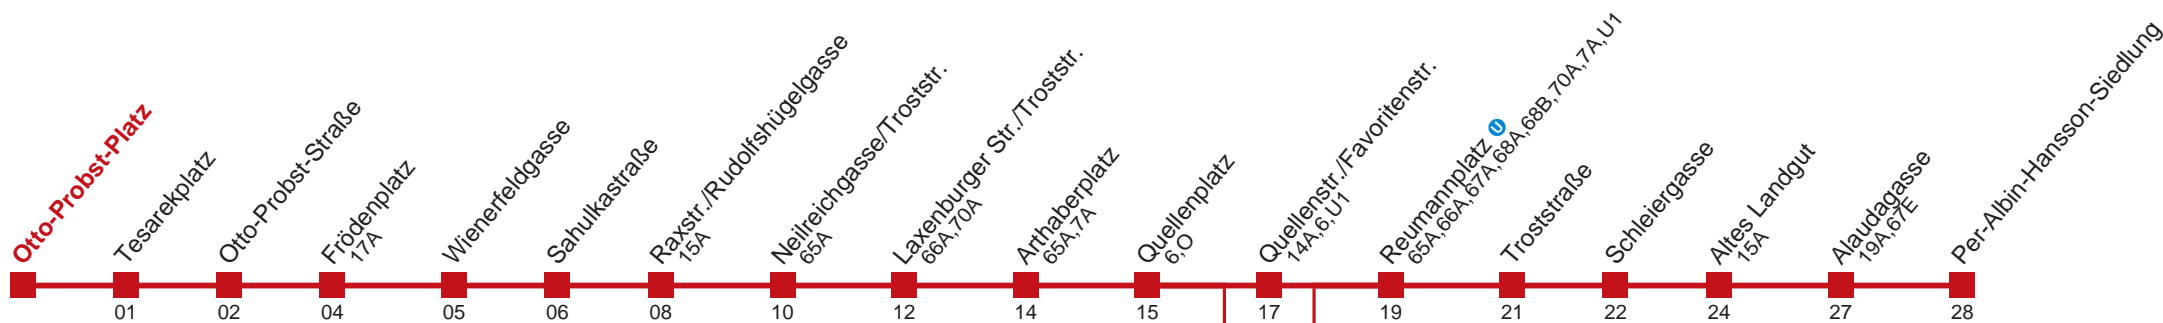 Otto-Probst-Platz
Tesarekplatz
01
Otto-Probst-Straße
02
Frödenplatz
17A
04
Wienerfeldgasse
05
Sahulkastraße
06
Raxstr./Rudolfshügelgasse
15A
08
Neilreichgasse/Troststr.
65A
10
Laxenburger Str./Troststr.
66A,70A
12
Arthaberplatz
65A,7A
14
Quellenplatz
6,O
15
Quellenstr./Favoritenstr.
14A,6,U1
17
Reumannplatz U
65A,66A,67A,68A,68B,70A,7A,U1
19
Troststraße
21
Schleiergasse
22
Altes Landgut
15A
24
Alaudagasse
19A,67E
27
Per-Albin-Hansson-Siedlung
28